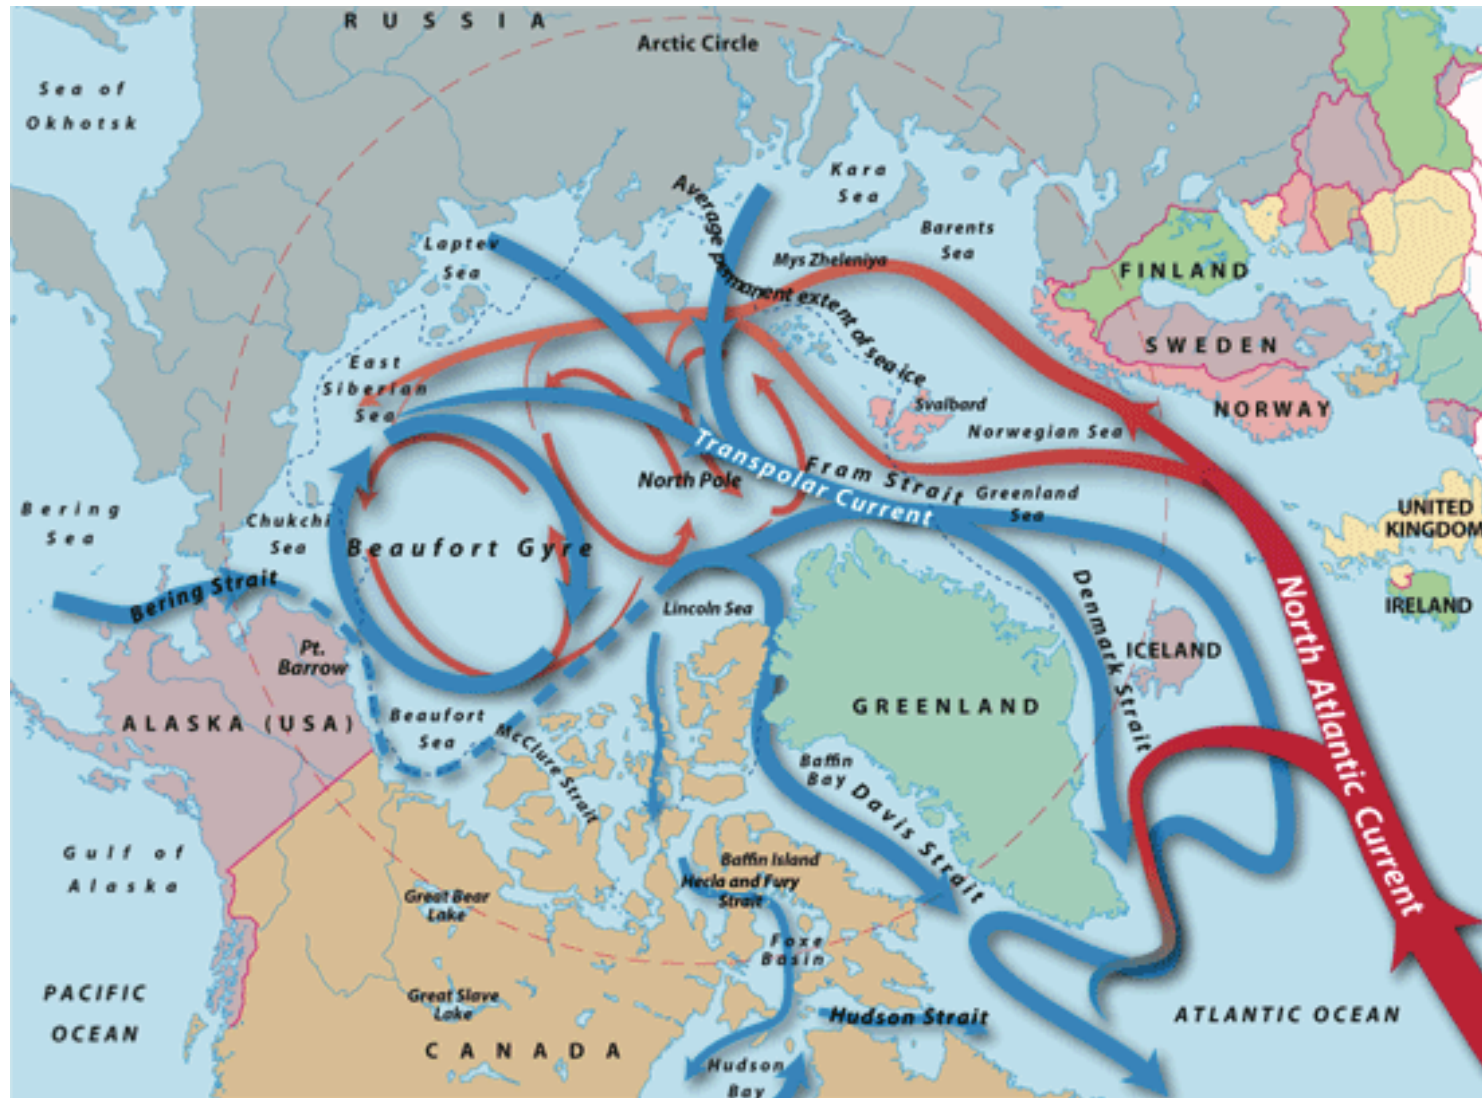 RUSSIA
Arctic Circle
Sea of
Okhotsk
Kara
Sea
Average permanent extent of sea ice
Barents
Sea
Laptev
Sea
Mys Zheleniya
FINLAND
SWEDEN
NORWAY
East
Siberian
Sea
Svalbard
Norwegian Sea
Transpolar Current
North Pole
Fram Strait
Greenland
Sea
UNITED
KINGDOM
IRELAND
Bering
Sea
Chukchi
Sea
Beaufort Gyre
Bering Strait
Lincoln Sea
Denmark Strait
ICELAND
North Atlantic Current
Pt.
Barrow
ALASKA (USA)
Beaufort
Sea
McClure Strait
GREENLAND
Baffin
Bay
Davis Strait
Gulf of
Alaska
Great Bear
Lake
Baffin Island
Hecla and Fury
Strait
Foxe
Basin
PACIFIC
OCEAN
Great Slave
Lake
Hudson Strait
ATLANTIC OCEAN
CANADA
Hudson
Bay